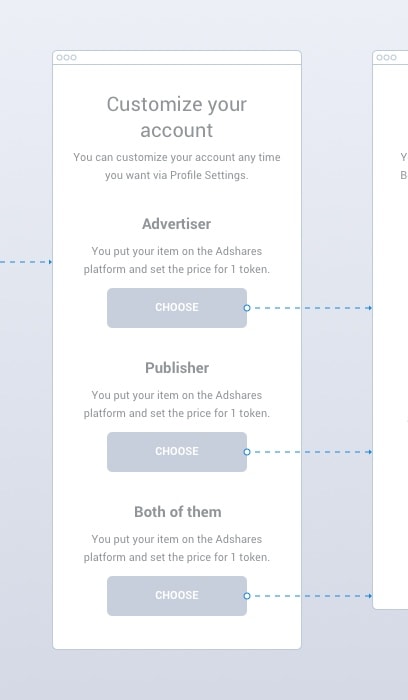 Customize your
account
You can customize your account any time
you want via Profile Settings.
Advertiser
You put your item on the Adshares
platform and set the price for 1 token.
CHOOSE
Publisher
You put your item on the Adshares
platform and set the price for 1 token.
CHOOSE
Both of them
You put your item on the Adshares
platform and set the price for 1 token.
CHOOSE